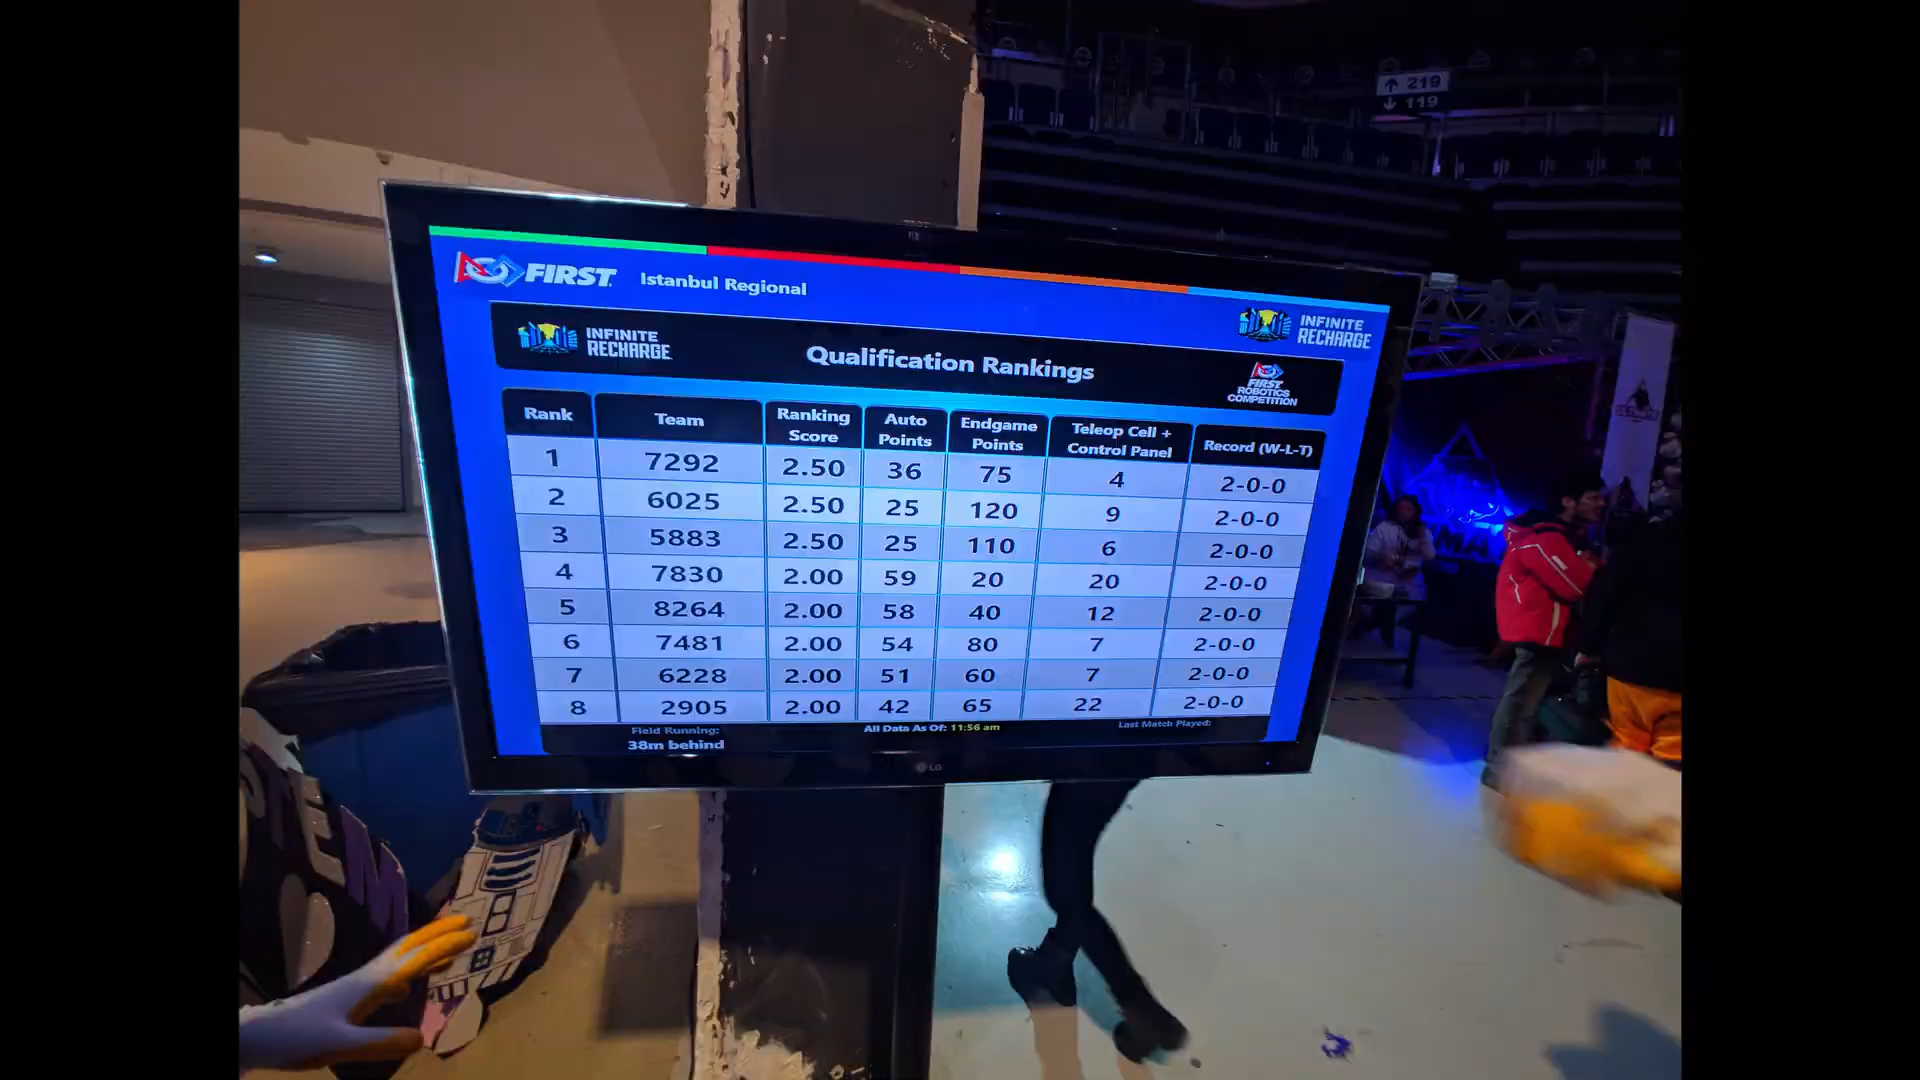 219
119
FIRST Istanbul Regional
INFINITE
RECHARGE
INFINITE
RECHARGE
Qualification Rankings
FIRST
ROBOTICS
COMPETITION
Rank Team Ranking Score Auto Points Endgame Points Teleop Cell + Control Panel Record (W-L-T)
1 7292 2.50 36 75 4 2-0-0
2 6025 2.50 25 120 9 2-0-0
3 5883 2.50 25 110 6 2-0-0
4 7830 2.00 59 20 20 2-0-0
5 8264 2.00 58 40 12 2-0-0
6 7481 2.00 54 80 7 2-0-0
7 6228 2.00 51 60 7 2-0-0
8 2905 2.00 42 65 22 2-0-0
Field Running: All Data As Of: 11:56 am Last Match Played:
38m behind
LG